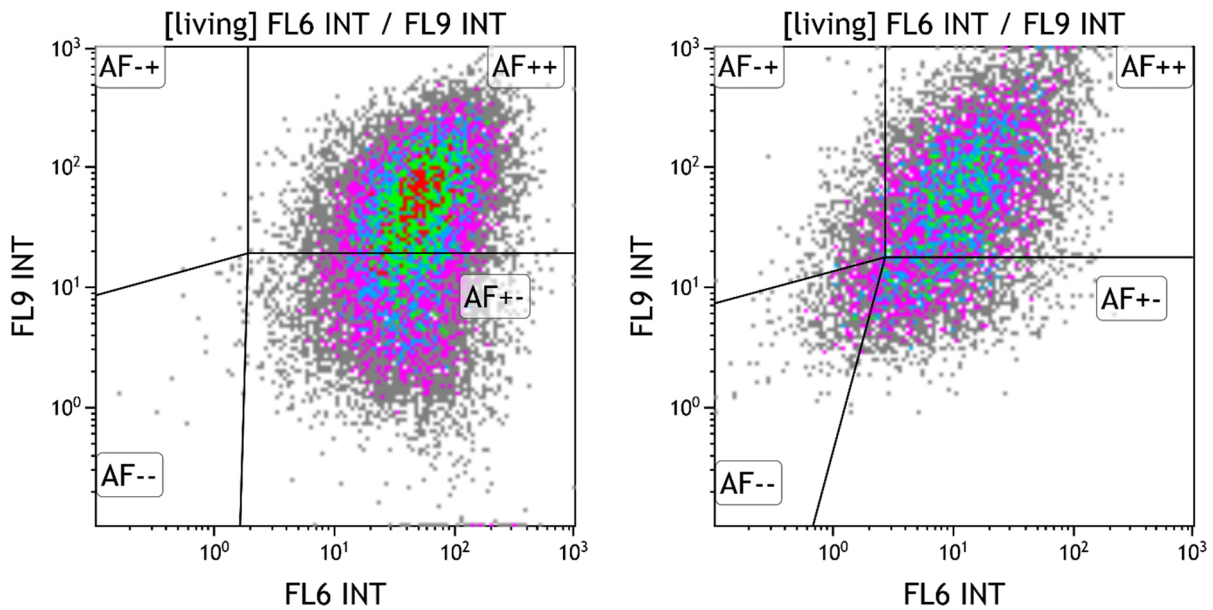 [living] FL6 INT / FL9 INT
10³
AF-+
AF++
10²
FL9 INT
10¹
AF+-
10⁰
AF--
10⁰ 10¹ 10² 10³
FL6 INT
[living] FL6 INT / FL9 INT
10³
AF-+
AF++
10²
FL9 INT
10¹
AF+-
10⁰
AF--
10⁰ 10¹ 10² 10³
FL6 INT